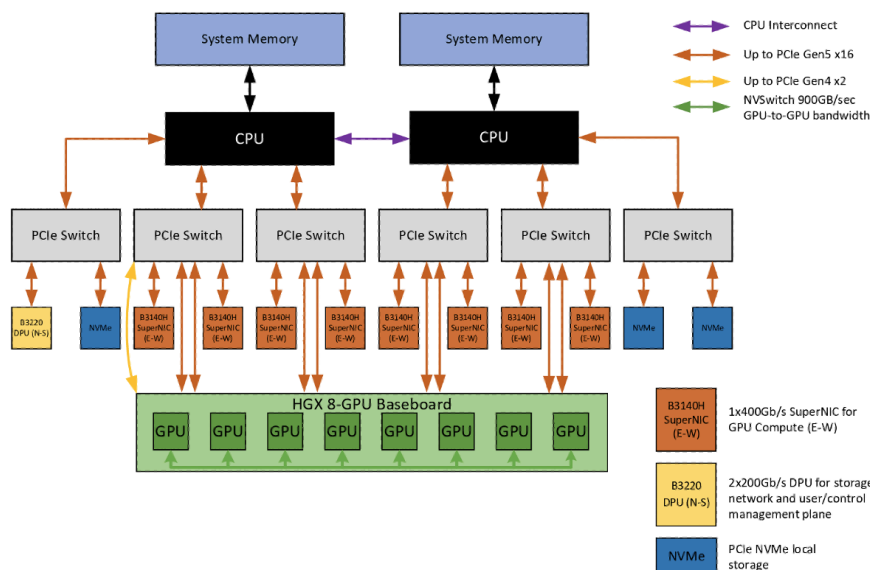 System Memory
System Memory
CPU Interconnect
Up to PCIe Gen5 x16
Up to PCIe Gen4 x2
NVSwitch 900GB/sec
GPU-to-GPU bandwidth
CPU
CPU
PCIe Switch
PCIe Switch
PCIe Switch
PCIe Switch
PCIe Switch
PCIe Switch
B3220
DPU (N-S)
NVMe
B3140H
SuperNIC
(E-W)
B3140H
SuperNIC
(E-W)
B3140H
SuperNIC
(E-W)
B3140H
SuperNIC
(E-W)
B3140H
SuperNIC
(E-W)
B3140H
SuperNIC
(E-W)
B3140H
SuperNIC
(E-W)
B3140H
SuperNIC
(E-W)
NVMe
NVMe
HGX 8-GPU Baseboard
GPU
GPU
GPU
GPU
GPU
GPU
GPU
GPU
B3140H
SuperNIC
(E-W)
1x400Gb/s SuperNIC for
GPU Compute (E-W)
B3220
DPU (N-S)
2x200Gb/s DPU for storage
network and user/control
management plane
NVMe
PCIe NVMe local
storage